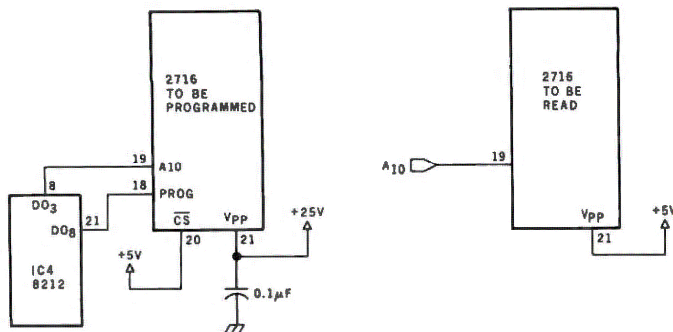 2716
TO BE
PROGRAMMED
19
A10
18
PROG
8
DO3
DO8
21
IC4
8212
CS
20
VPP
21
+5V
+25V
0.1µF
2716
TO BE
READ
A10
19
VPP
21
+5V